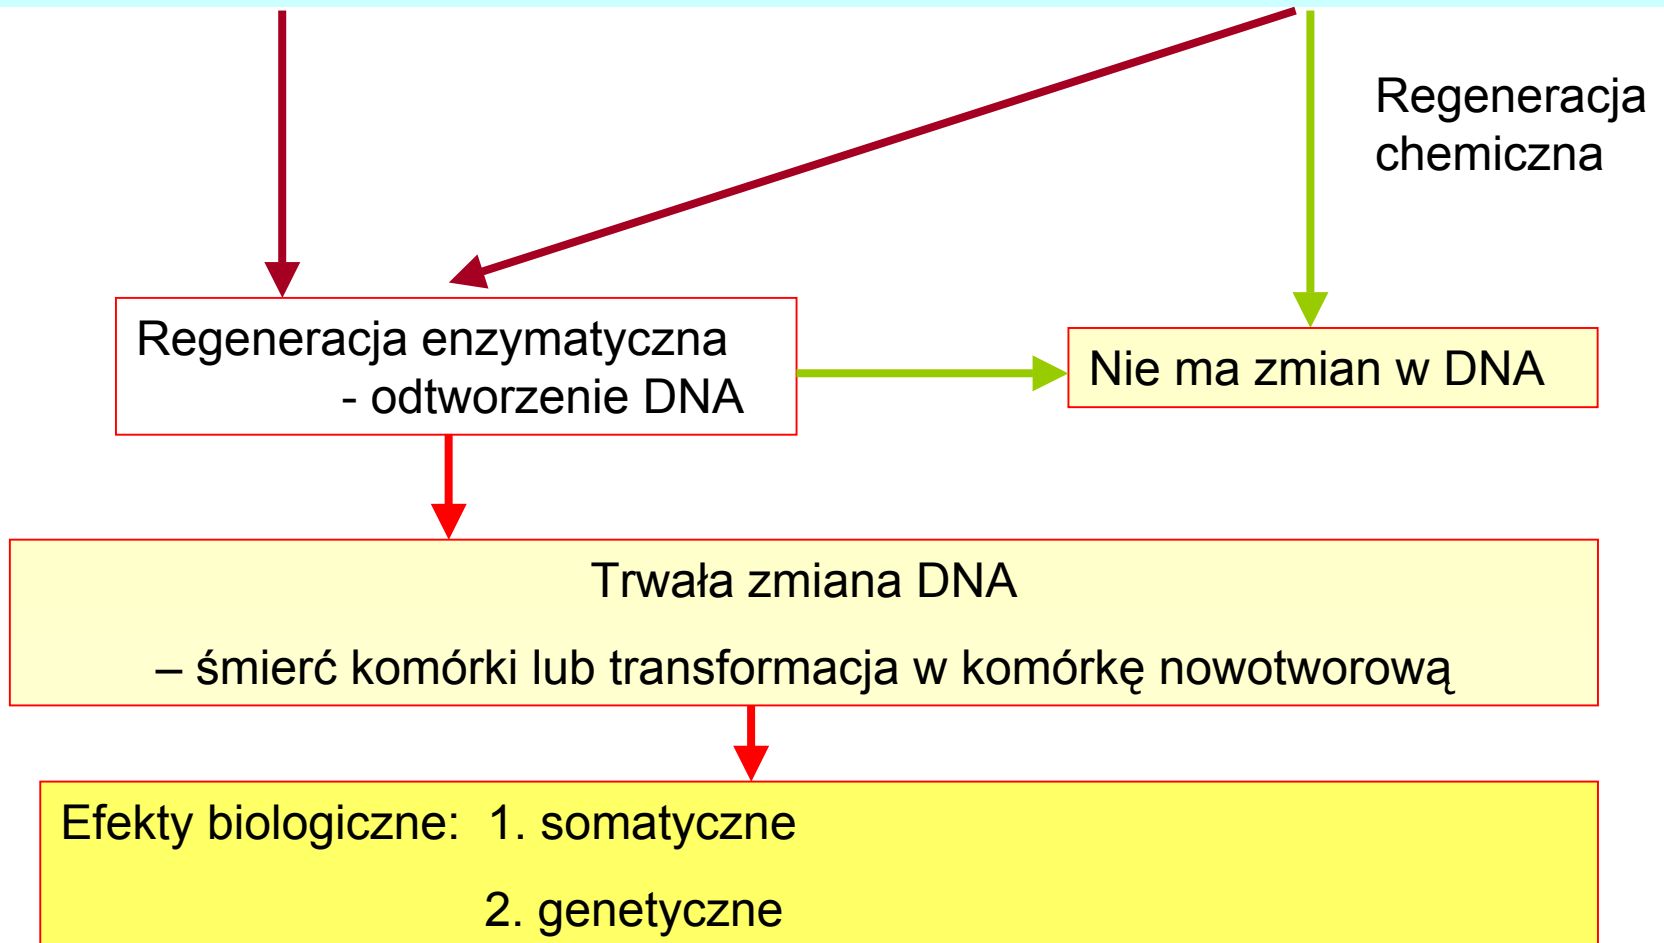 Regeneracja
chemiczna
Regeneracja enzymatyczna
- odtworzenie DNA
Nie ma zmian w DNA
Trwała zmiana DNA
– śmierć komórki lub transformacja w komórkę nowotworową
Efekty biologiczne: 1. somatyczne
2. genetyczne